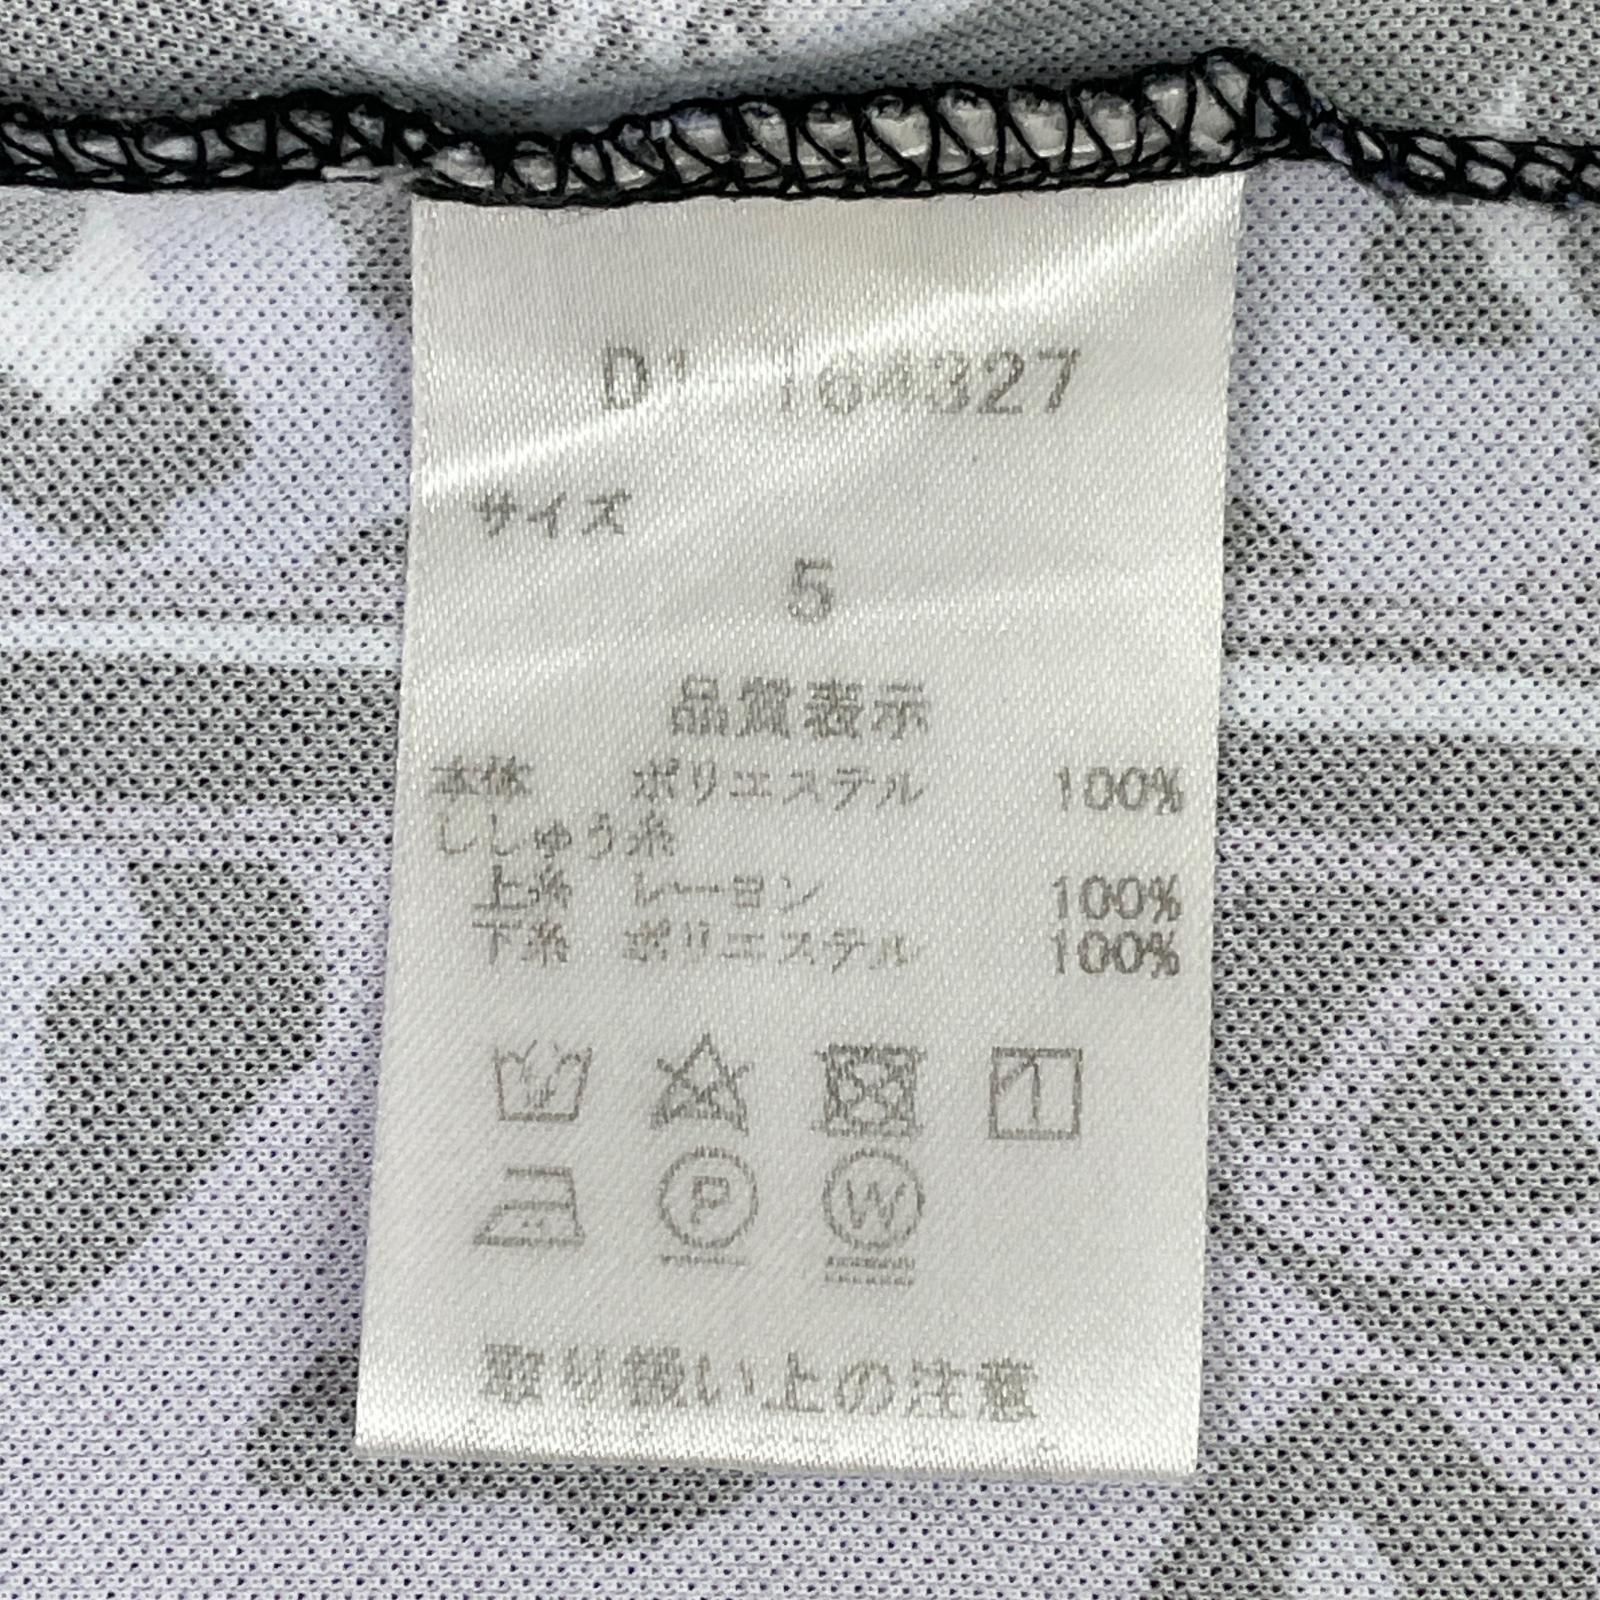 サイズ
5
品質表示
本体 ポリエステル 100%
ししゅう糸
上糸 レーヨン 100%
下糸 ポリエステル 100%
P W
取り扱い上の注意